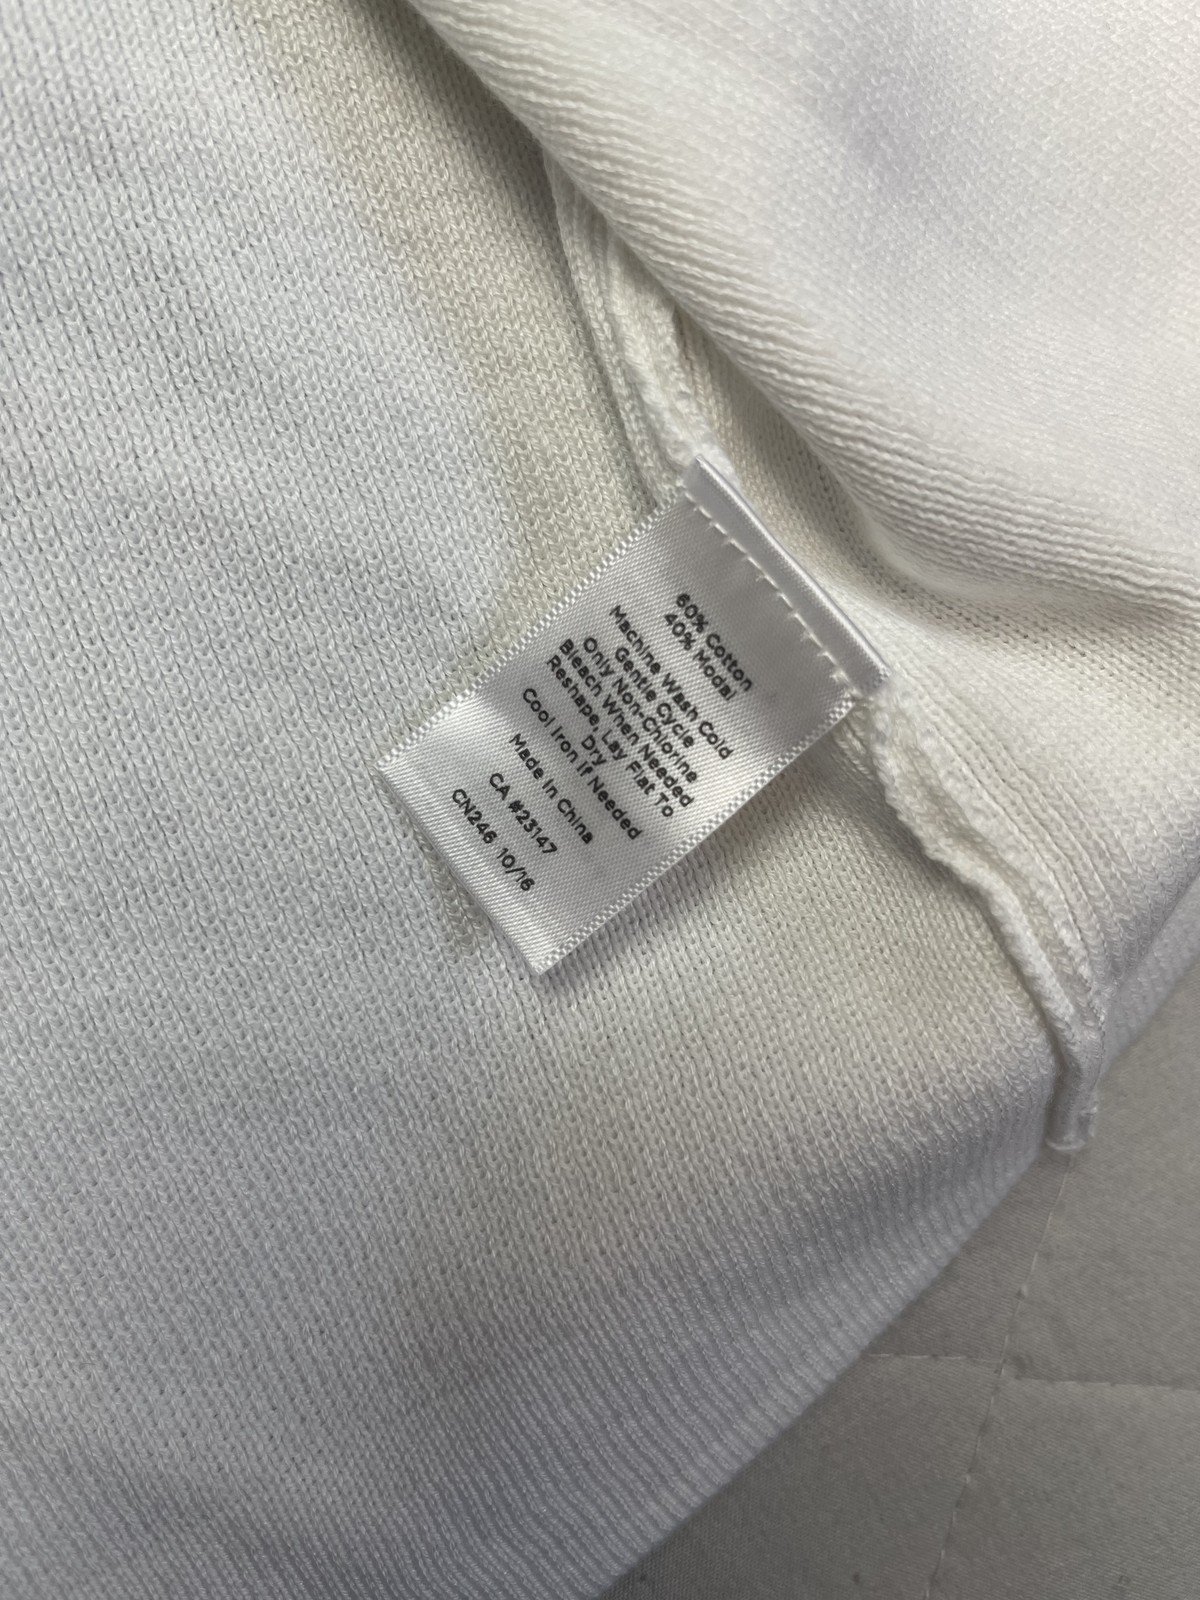 60% Cotton
40% Modal
Machine Wash Cold
Gentle Cycle
Only Non-Chlorine
Bleach When Needed
Reshape, Lay Flat To
Dry
Cool Iron If Needed
Made In China
CA #23147
CN246 10/16